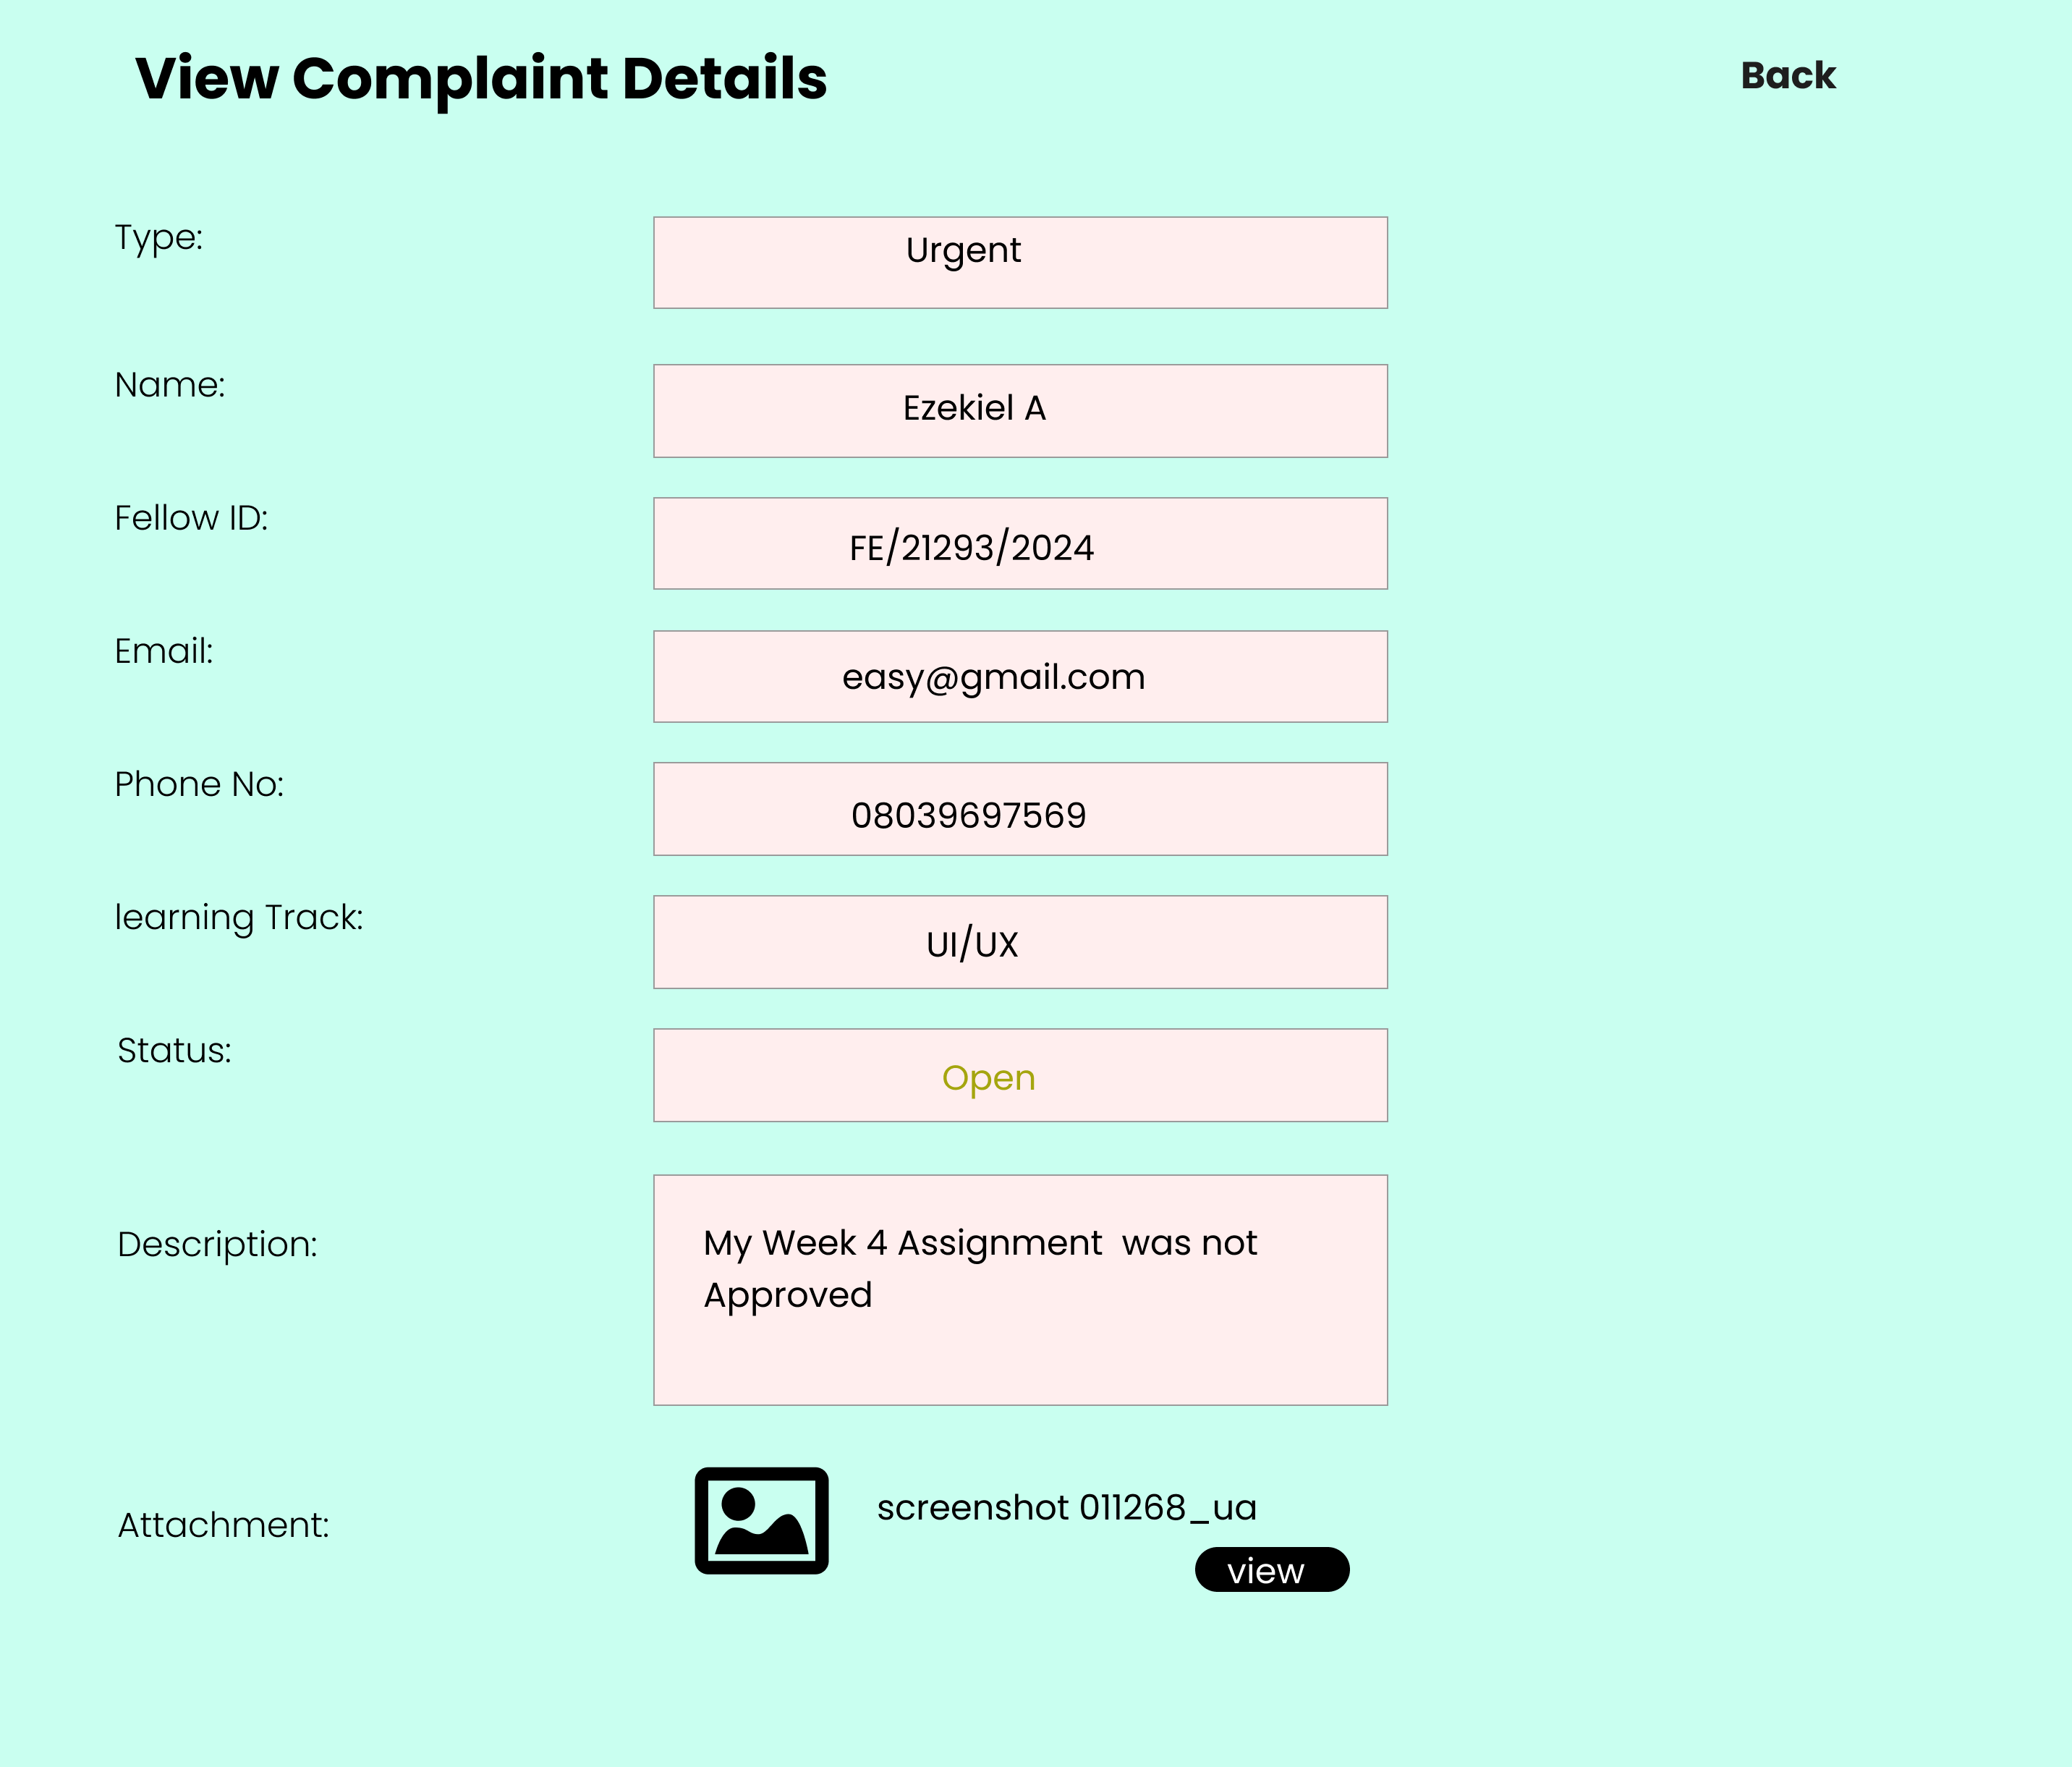 View Complaint Details
Back
Type:
Urgent
Name:
Ezekiel A
Fellow ID:
FE/21293/2024
Email:
easy@gmail.com
Phone No:
08039697569
learning Track:
UI/UX
Status:
Open
Description:
My Week 4 Assignment  was not
Approved
Attachment:
screenshot 011268_ua
view